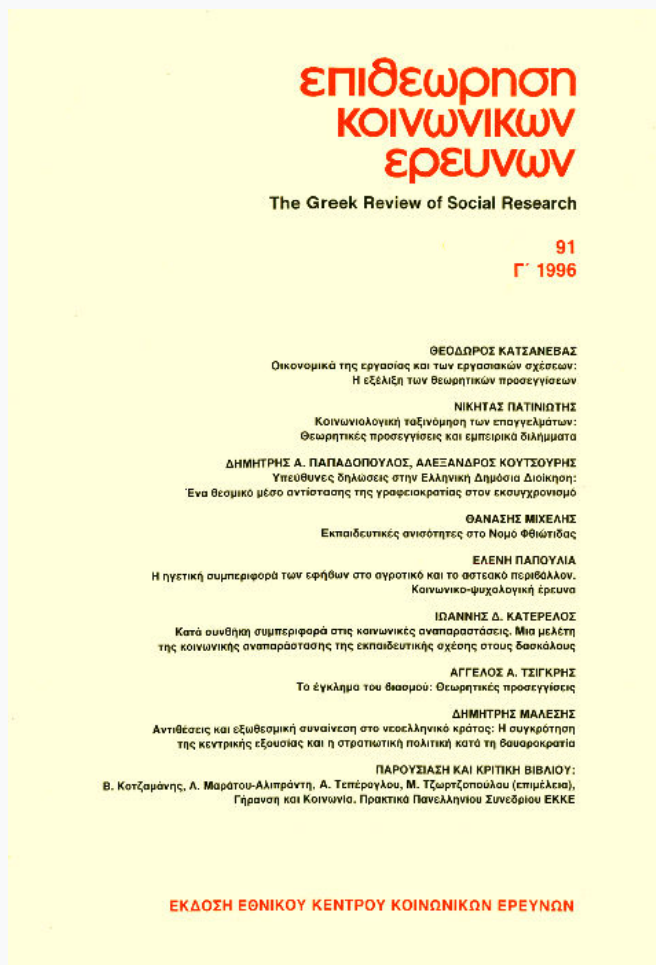 επιθεωρηση
κοινωνικων
ερευνων
The Greek Review of Social Research
91
Γ΄ 1996
ΘΕΟΔΩΡΟΣ ΚΑΤΣΑΝΕΒΑΣ
Οικονομικά της εργασίας και των εργασιακών σχέσεων:
Η εξέλιξη των θεωρητικών προσεγγίσεων
ΝΙΚΗΤΑΣ ΠΑΤΙΝΙΩΤΗΣ
Κοινωνιολογική ταξινόμηση των επαγγελμάτων:
Θεωρητικές προσεγγίσεις και εμπειρικά διλήμματα
ΔΗΜΗΤΡΗΣ Α. ΠΑΠΑΔΟΠΟΥΛΟΣ, ΑΛΕΞΑΝΔΡΟΣ ΚΟΥΤΣΟΥΡΗΣ
Υπεύθυνες δηλώσεις στην Ελληνική Δημόσια Διοίκηση:
Ένα θεσμικό μέσο αντίστασης της γραφειοκρατίας στον εκσυγχρονισμό
ΘΑΝΑΣΗΣ ΜΙΧΕΛΗΣ
Εκπαιδευτικές ανισότητες στο Νομό Φθιώτιδας
ΕΛΕΝΗ ΠΑΠΟΥΛΙΑ
Η ηγετική συμπεριφορά των εφήβων στο αγροτικό και το αστεακό περιβάλλον.
Κοινωνικο-ψυχολογική έρευνα
ΙΩΑΝΝΗΣ Δ. ΚΑΤΕΡΕΛΟΣ
Κατά συνθήκη συμπεριφορά στις κοινωνικές αναπαραστάσεις. Μια μελέτη
της κοινωνικής αναπαράστασης της εκπαιδευτικής σχέσης στους δασκάλους
ΑΓΓΕΛΟΣ Α. ΤΣΙΓΚΡΗΣ
Το έγκλημα του βιασμού: Θεωρητικές προσεγγίσεις
ΔΗΜΗΤΡΗΣ ΜΑΛΕΣΗΣ
Αντιθέσεις και εξωθεσμική συναίνεση στο νεοελληνικό κράτος: Η συγκρότηση
της κεντρικής εξουσίας και η στρατιωτική πολιτική κατά τη βαυαροκρατία
ΠΑΡΟΥΣΙΑΣΗ ΚΑΙ ΚΡΙΤΙΚΗ ΒΙΒΛΙΟΥ:
Β. Κοτζαμάνης, Λ. Μαράτου-Αλιπράντη, Α. Τεπέρογλου, Μ. Τζωρτζοπούλου (επιμέλεια),
Γήρανση και Κοινωνία. Πρακτικά Πανελληνίου Συνεδρίου ΕΚΚΕ
ΕΚΔΟΣΗ ΕΘΝΙΚΟΥ ΚΕΝΤΡΟΥ ΚΟΙΝΩΝΙΚΩΝ ΕΡΕΥΝΩΝ